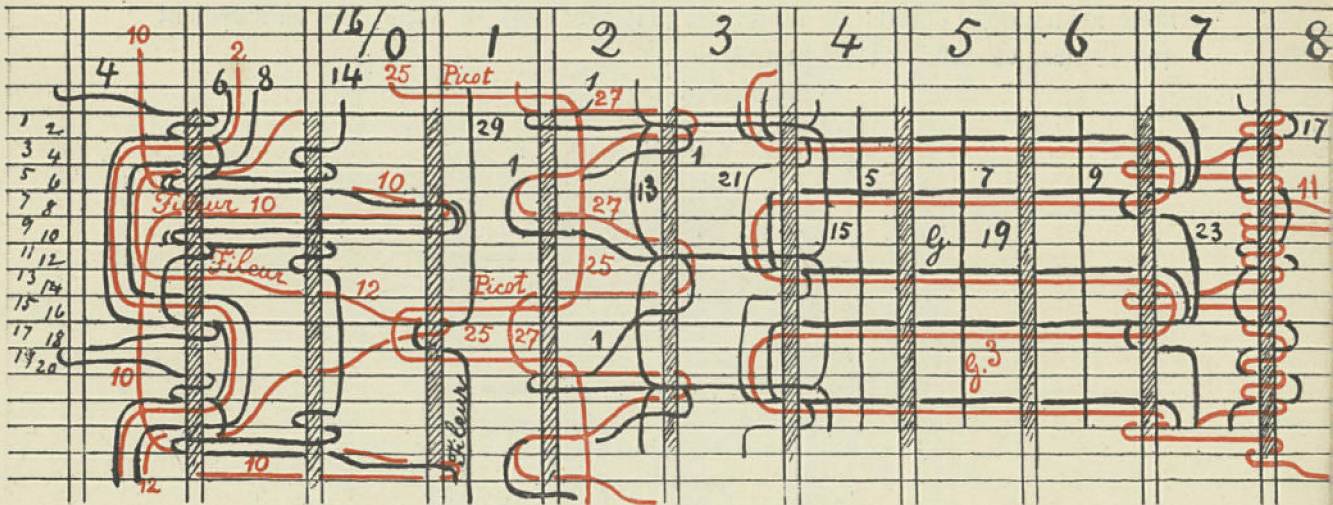 16/0 1 2 3 4 5 6 7 8
10 2 25 Picot 1 27
4 6 8 14
29 17
1 2
3 4 1 1
5 6 10 13 21 5 7 9 11
7 8 Fileur 10 27
9 10 15 G. 19 23
11 12 Fileur 25
13 14 12 Picot
15 16
17 18 25 27 1
19 20 10 G.3
Fileur
10
12